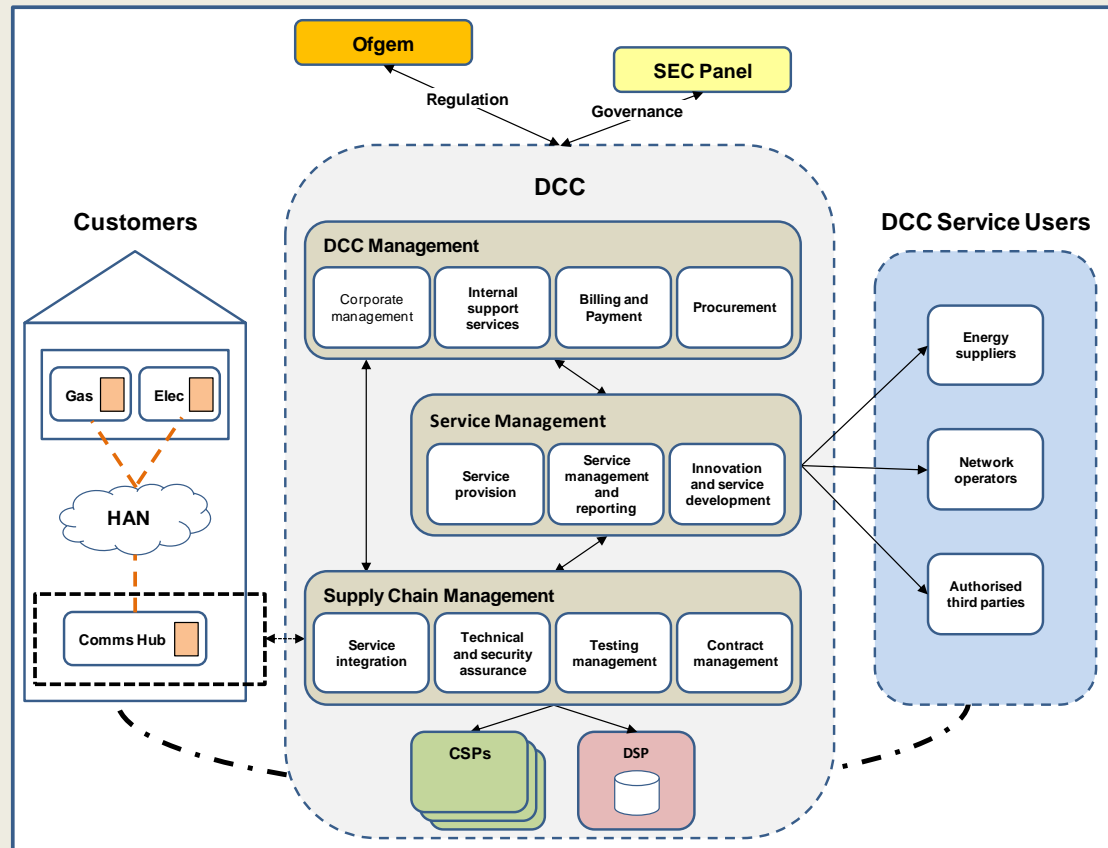 Ofgem
SEC Panel
Regulation
Governance
DCC
Customers
DCC Service Users
DCC Management
Corporate
management
Internal
support
services
Billing and
Payment
Procurement
Energy
suppliers
Gas
Elec
Service Management
Service
provision
Service
management
and
reporting
Innovation
and service
development
Network
operators
HAN
Supply Chain Management
Comms Hub
Service
integration
Technical
and security
assurance
Testing
management
Contract
management
Authorised
third parties
CSPs
DSP